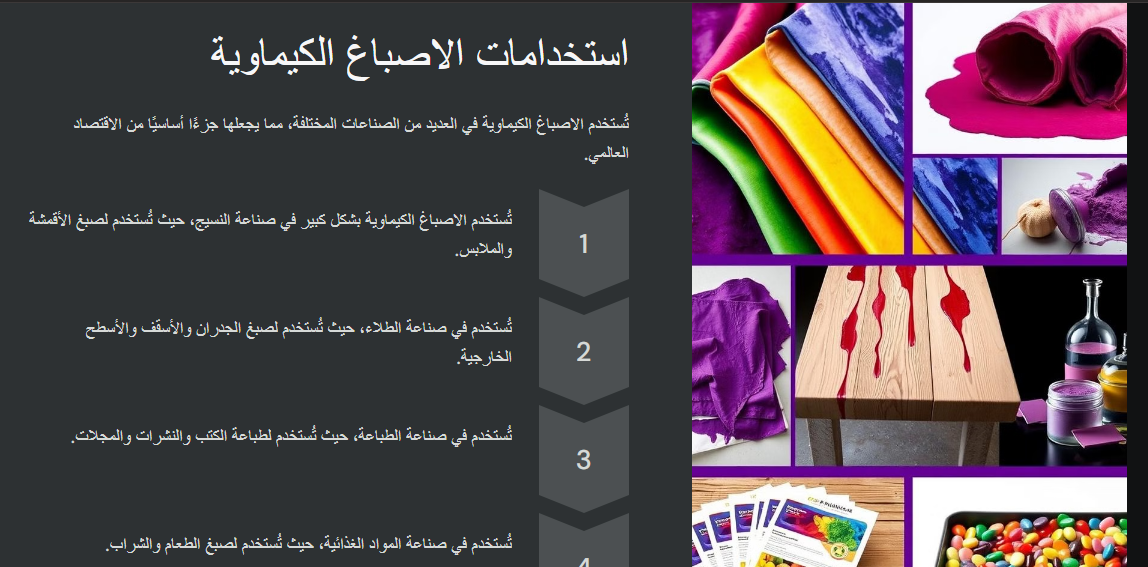 استخدامات الاصباغ الكيماوية
تُستخدم الاصباغ الكيماوية في العديد من الصناعات المختلفة، مما يجعلها جزءًا أساسيًا من الاقتصاد
العالمي.
1
تُستخدم الاصباغ الكيماوية بشكل كبير في صناعة النسيج، حيث تُستخدم لصبغ الأقمشة
والملابس.
2
تُستخدم في صناعة الطلاء، حيث تُستخدم لصبغ الجدران والأسقف والأسطح
الخارجية.
3
تُستخدم في صناعة الطباعة، حيث تُستخدم لطباعة الكتب والنشرات والمجلات.
4
تُستخدم في صناعة المواد الغذائية، حيث تُستخدم لصبغ الطعام والشراب.